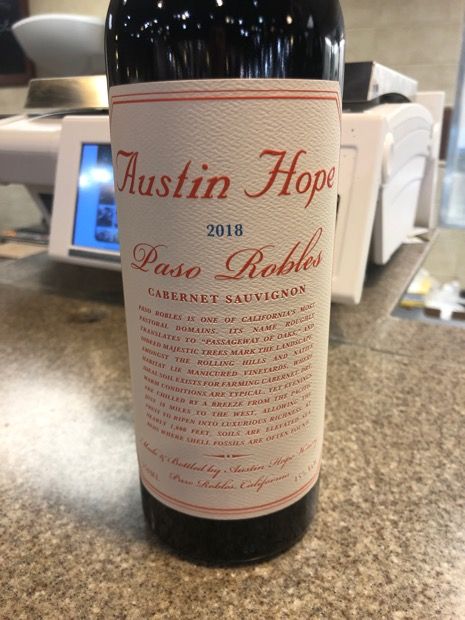 Austin Hope
2018
Paso Robles
CABERNET SAUVIGNON
PASO ROBLES IS ONE OF CALIFORNIA'S MOST
PASTORAL DOMAINS. ITS NAME ROUGHLY
TRANSLATES TO "PASSAGEWAY OF OAKS," AND
INDEED MAJESTIC TREES MARK THE LANDSCAPE.
AMONGST THE ROLLING HILLS AND NATIVE
HABITAT LIE MANICURED VINEYARDS, WHERE
IDEAL SOIL EXISTS FOR FARMING CABERNET. DRY,
WARM CONDITIONS ARE TYPICAL, YET EVENINGS
ARE CHILLED BY A BREEZE FROM THE PACIFIC
JUST MILES TO THE WEST, ALLOWING THE
FRUIT TO RIPEN INTO LUXURIOUS RICHNESS. AT
NEARLY 1,000 FEET, SOILS ARE ELEVATED SEA
BEDS WHERE SHELL FOSSILS ARE OFTEN FOUND.
Made & Bottled by Austin Hope Winery
Paso Robles, California